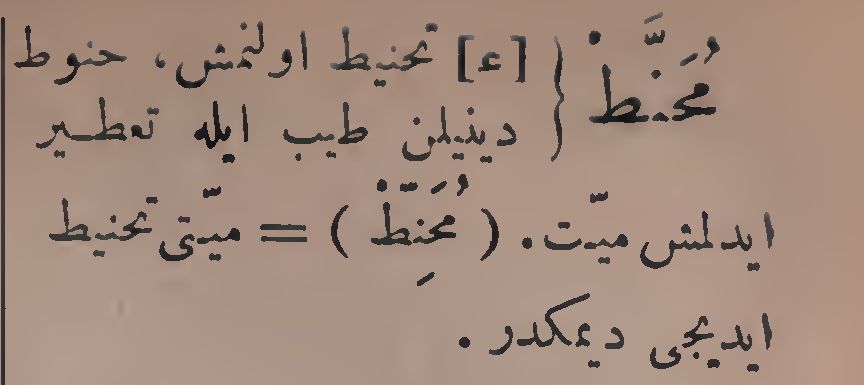 مُحَنَّطْ { [ع] تحنيط اولنمش، حنوط
دينيلن طيب ايله تعطير
ايدلمش ميّت. ( مُحَنِّطْ ) = ميّتى تحنيط
ايديجى ديمكدر .